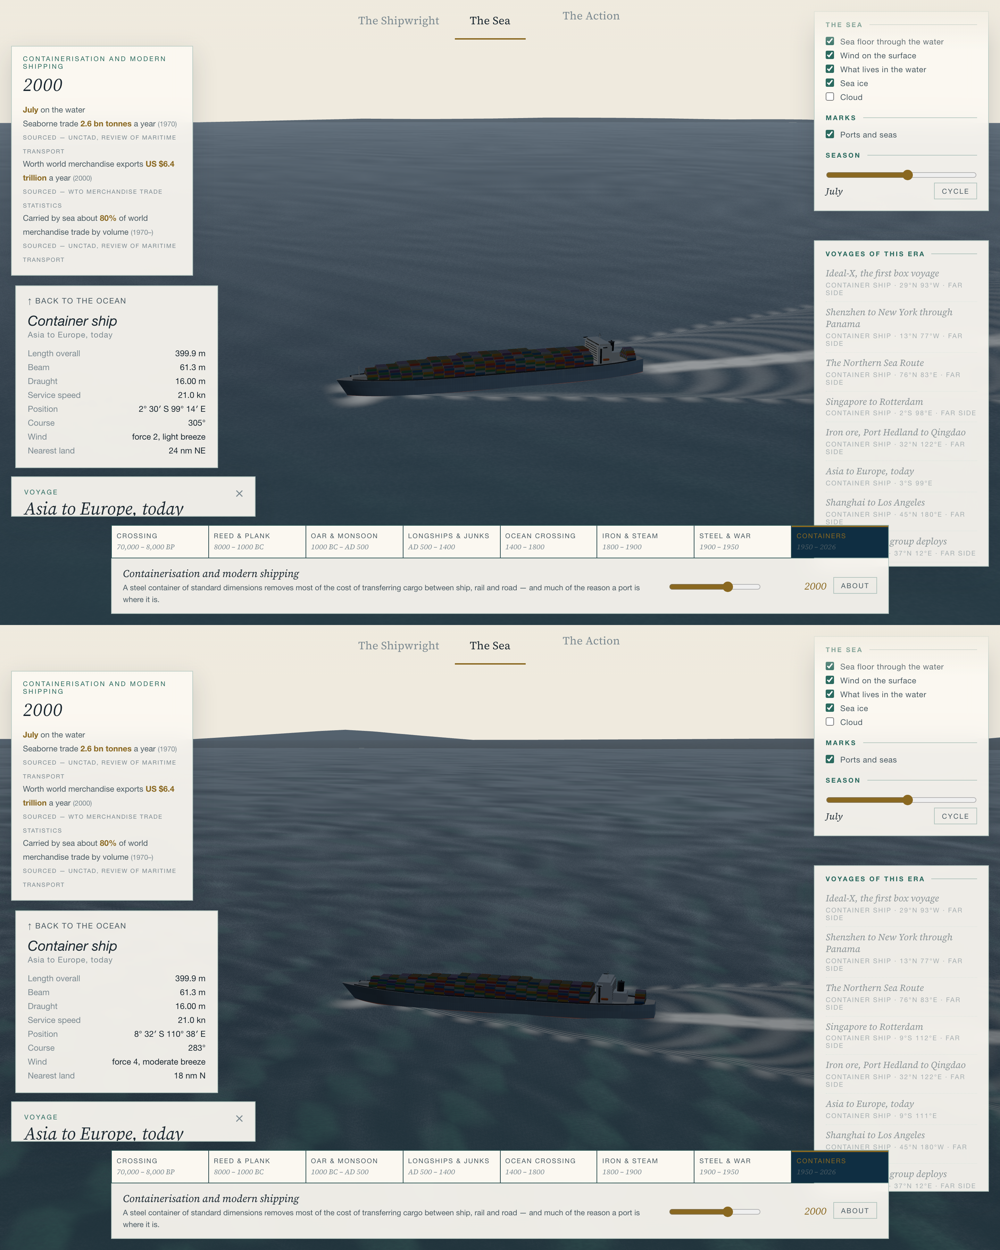 The Shipwright
The Sea
The Action
CONTAINERISATION AND MODERN
SHIPPING
2000
July on the water
Seaborne trade 2.6 bn tonnes a year (1970)
SOURCED — UNCTAD, REVIEW OF MARITIME
TRANSPORT
Worth world merchandise exports US $6.4
trillion a year (2000)
SOURCED — WTO MERCHANDISE TRADE
STATISTICS
Carried by sea about 80% of world
merchandise trade by volume (1970–)
SOURCED — UNCTAD, REVIEW OF MARITIME
TRANSPORT
↑ BACK TO THE OCEAN
Container ship
Asia to Europe, today
Length overall 399.9 m
Beam 61.3 m
Draught 16.00 m
Service speed 21.0 kn
Position 2° 30′ S 99° 14′ E
Course 305°
Wind force 2, light breeze
Nearest land 24 nm NE
VOYAGE ×
Asia to Europe, today
THE SEA
Sea floor through the water
Wind on the surface
What lives in the water
Sea ice
Cloud
MARKS
Ports and seas
SEASON
July CYCLE
VOYAGES OF THIS ERA
Ideal-X, the first box voyage
CONTAINER SHIP · 29°N 93°W · FAR
SIDE
Shenzhen to New York through
Panama
CONTAINER SHIP · 13°N 77°W · FAR
SIDE
The Northern Sea Route
CONTAINER SHIP · 76°N 83°E · FAR
SIDE
Singapore to Rotterdam
CONTAINER SHIP · 2°S 98°E · FAR SIDE
Iron ore, Port Hedland to Qingdao
CONTAINER SHIP · 32°N 122°E · FAR
SIDE
Asia to Europe, today
CONTAINER SHIP · 3°S 99°E
Shanghai to Los Angeles
CONTAINER SHIP · 45°N 180°E · FAR
SIDE
group deploys
37°N 12°E · FAR SIDE
CROSSING
70,000 – 8,000 BP
REED & PLANK
8000 – 1000 BC
OAR & MONSOON
1000 BC – AD 500
LONGSHIPS & JUNKS
AD 500 – 1400
OCEAN CROSSING
1400 – 1800
IRON & STEAM
1800 – 1900
STEEL & WAR
1900 – 1950
CONTAINERS
1950 – 2026
Containerisation and modern shipping
A steel container of standard dimensions removes most of the cost of transferring cargo between ship, rail and road — and much of the reason a port is
where it is.
2000 ABOUT
The Shipwright
The Sea
The Action
CONTAINERISATION AND MODERN
SHIPPING
2000
July on the water
Seaborne trade 2.6 bn tonnes a year (1970)
SOURCED — UNCTAD, REVIEW OF MARITIME
TRANSPORT
Worth world merchandise exports US $6.4
trillion a year (2000)
SOURCED — WTO MERCHANDISE TRADE
STATISTICS
Carried by sea about 80% of world
merchandise trade by volume (1970–)
SOURCED — UNCTAD, REVIEW OF MARITIME
TRANSPORT
↑ BACK TO THE OCEAN
Container ship
Asia to Europe, today
Length overall 399.9 m
Beam 61.3 m
Draught 16.00 m
Service speed 21.0 kn
Position 8° 32′ S 110° 38′ E
Course 283°
Wind force 4, moderate breeze
Nearest land 18 nm N
VOYAGE ×
Asia to Europe, today
THE SEA
Sea floor through the water
Wind on the surface
What lives in the water
Sea ice
Cloud
MARKS
Ports and seas
SEASON
July CYCLE
VOYAGES OF THIS ERA
Ideal-X, the first box voyage
CONTAINER SHIP · 29°N 93°W · FAR
SIDE
Shenzhen to New York through
Panama
CONTAINER SHIP · 13°N 77°W · FAR
SIDE
The Northern Sea Route
CONTAINER SHIP · 76°N 83°E · FAR
SIDE
Singapore to Rotterdam
CONTAINER SHIP · 9°S 112°E · FAR
SIDE
Iron ore, Port Hedland to Qingdao
CONTAINER SHIP · 32°N 122°E · FAR
SIDE
Asia to Europe, today
CONTAINER SHIP · 9°S 111°E
Shanghai to Los Angeles
CONTAINER SHIP · 45°N 180°W · FAR
group deploys
37°N 12°E · FAR SIDE
CROSSING
70,000 – 8,000 BP
REED & PLANK
8000 – 1000 BC
OAR & MONSOON
1000 BC – AD 500
LONGSHIPS & JUNKS
AD 500 – 1400
OCEAN CROSSING
1400 – 1800
IRON & STEAM
1800 – 1900
STEEL & WAR
1900 – 1950
CONTAINERS
1950 – 2026
Containerisation and modern shipping
A steel container of standard dimensions removes most of the cost of transferring cargo between ship, rail and road — and much of the reason a port is
where it is.
2000 ABOUT